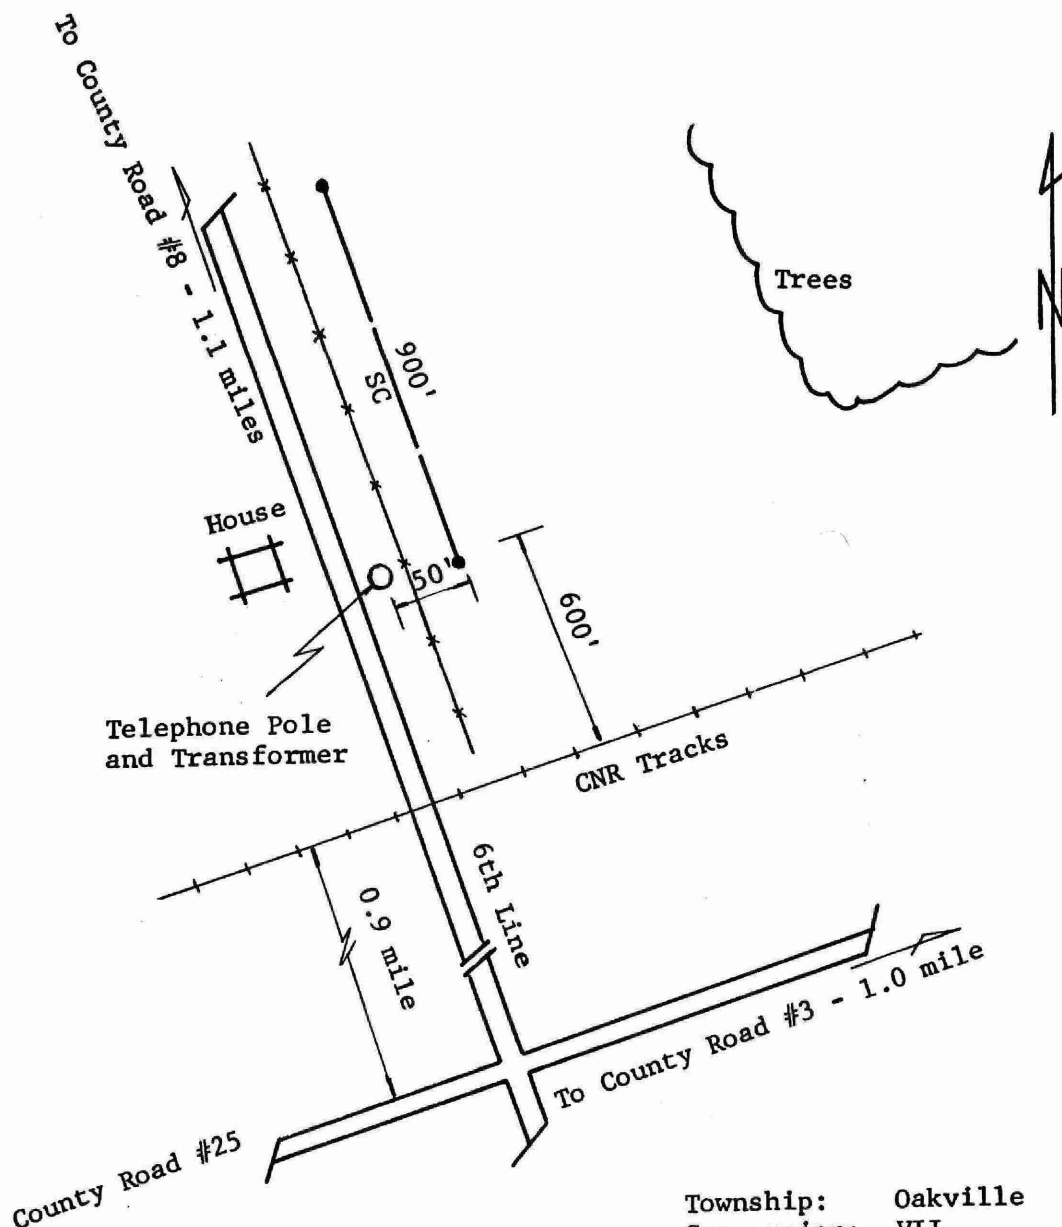 To County Road #8 - 1.1 miles
Trees
N
900'
SC
House
50'
600'
Telephone Pole
and Transformer
CNR Tracks
6th Line
0.9 mile
To County Road #3 - 1.0 mile
County Road #25
Township: Oakville
VII